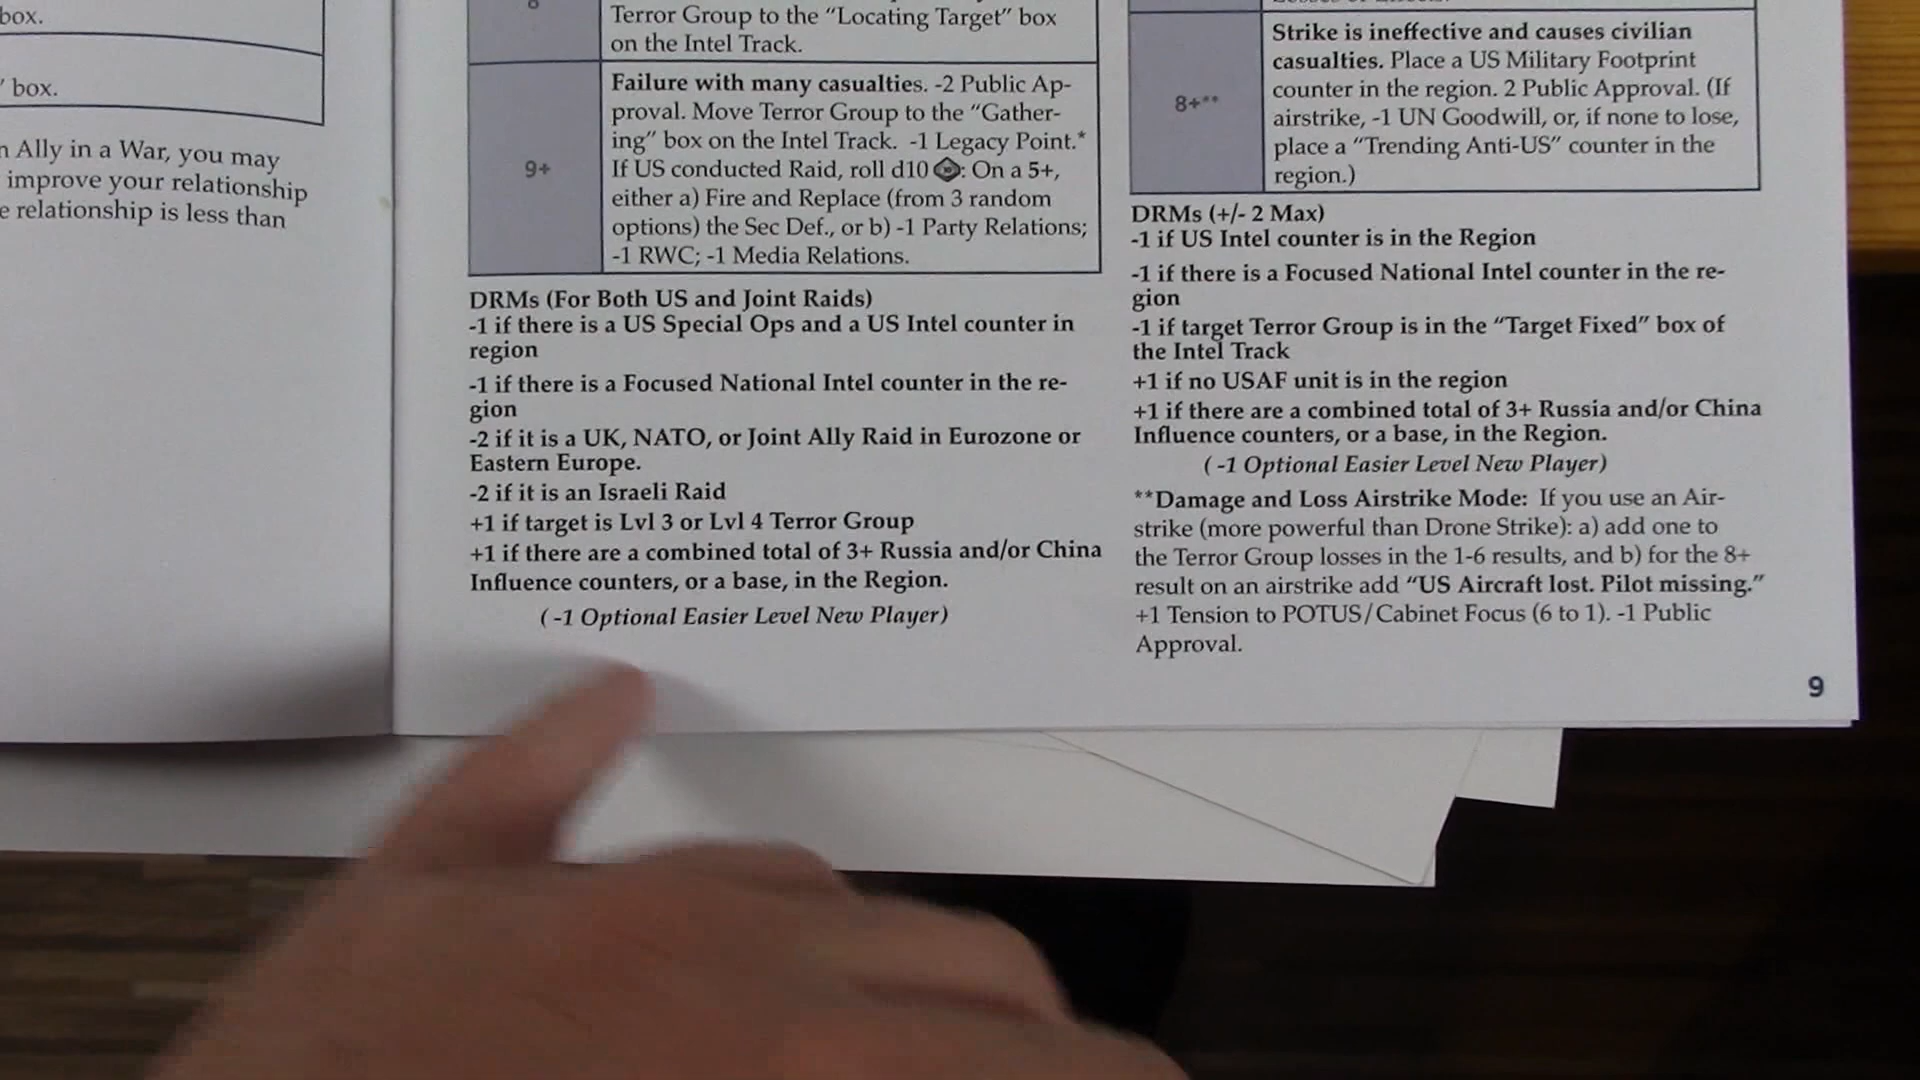 box.
" box.
n Ally in a War, you may
improve your relationship
e relationship is less than
8
Terror Group to the “Locating Target” box
on the Intel Track.
9+
Failure with many casualties. -2 Public Ap-
proval. Move Terror Group to the “Gather-
ing” box on the Intel Track. -1 Legacy Point.*
If US conducted Raid, roll d10 : On a 5+,
either a) Fire and Replace (from 3 random
options) the Sec Def., or b) -1 Party Relations;
-1 RWC; -1 Media Relations.
DRMs (For Both US and Joint Raids)
-1 if there is a US Special Ops and a US Intel counter in
region
-1 if there is a Focused National Intel counter in the re-
gion
-2 if it is a UK, NATO, or Joint Ally Raid in Eurozone or
Eastern Europe.
-2 if it is an Israeli Raid
+1 if target is Lvl 3 or Lvl 4 Terror Group
+1 if there are a combined total of 3+ Russia and/or China
Influence counters, or a base, in the Region.
( -1 Optional Easier Level New Player)
8+**
Strike is ineffective and causes civilian
casualties. Place a US Military Footprint
counter in the region. 2 Public Approval. (If
airstrike, -1 UN Goodwill, or, if none to lose,
place a “Trending Anti-US” counter in the
region.)
DRMs (+/- 2 Max)
-1 if US Intel counter is in the Region
-1 if there is a Focused National Intel counter in the re-
gion
-1 if target Terror Group is in the “Target Fixed” box of
the Intel Track
+1 if no USAF unit is in the region
+1 if there are a combined total of 3+ Russia and/or China
Influence counters, or a base, in the Region.
( -1 Optional Easier Level New Player)
**Damage and Loss Airstrike Mode: If you use an Air-
strike (more powerful than Drone Strike): a) add one to
the Terror Group losses in the 1-6 results, and b) for the 8+
result on an airstrike add “US Aircraft lost. Pilot missing.”
+1 Tension to POTUS/Cabinet Focus (6 to 1). -1 Public
Approval.
9